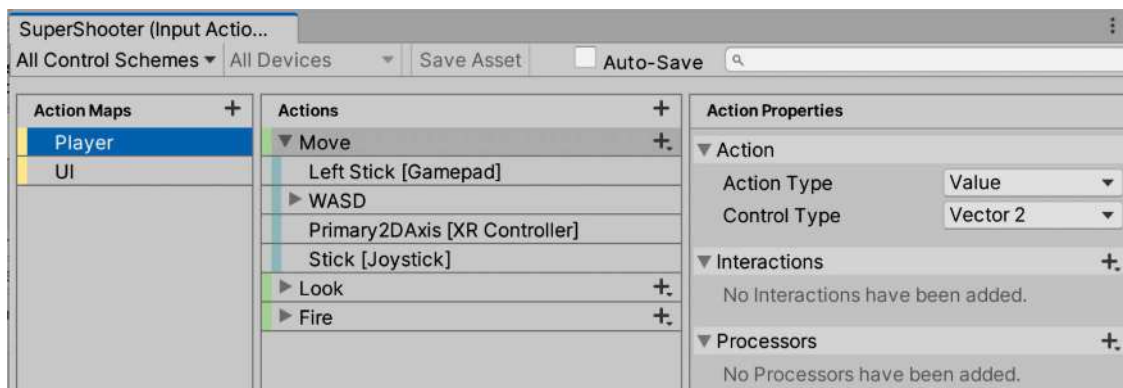 SuperShooter (Input Actio...
All Control Schemes All Devices Save Asset Auto-Save
Action Maps
Player
UI
Actions
Move
Left Stick [Gamepad]
WASD
Primary2DAxis [XR Controller]
Stick [Joystick]
Look
Fire
Action Properties
Action
Action Type Value
Control Type Vector 2
Interactions
No Interactions have been added.
Processors
No Processors have been added.